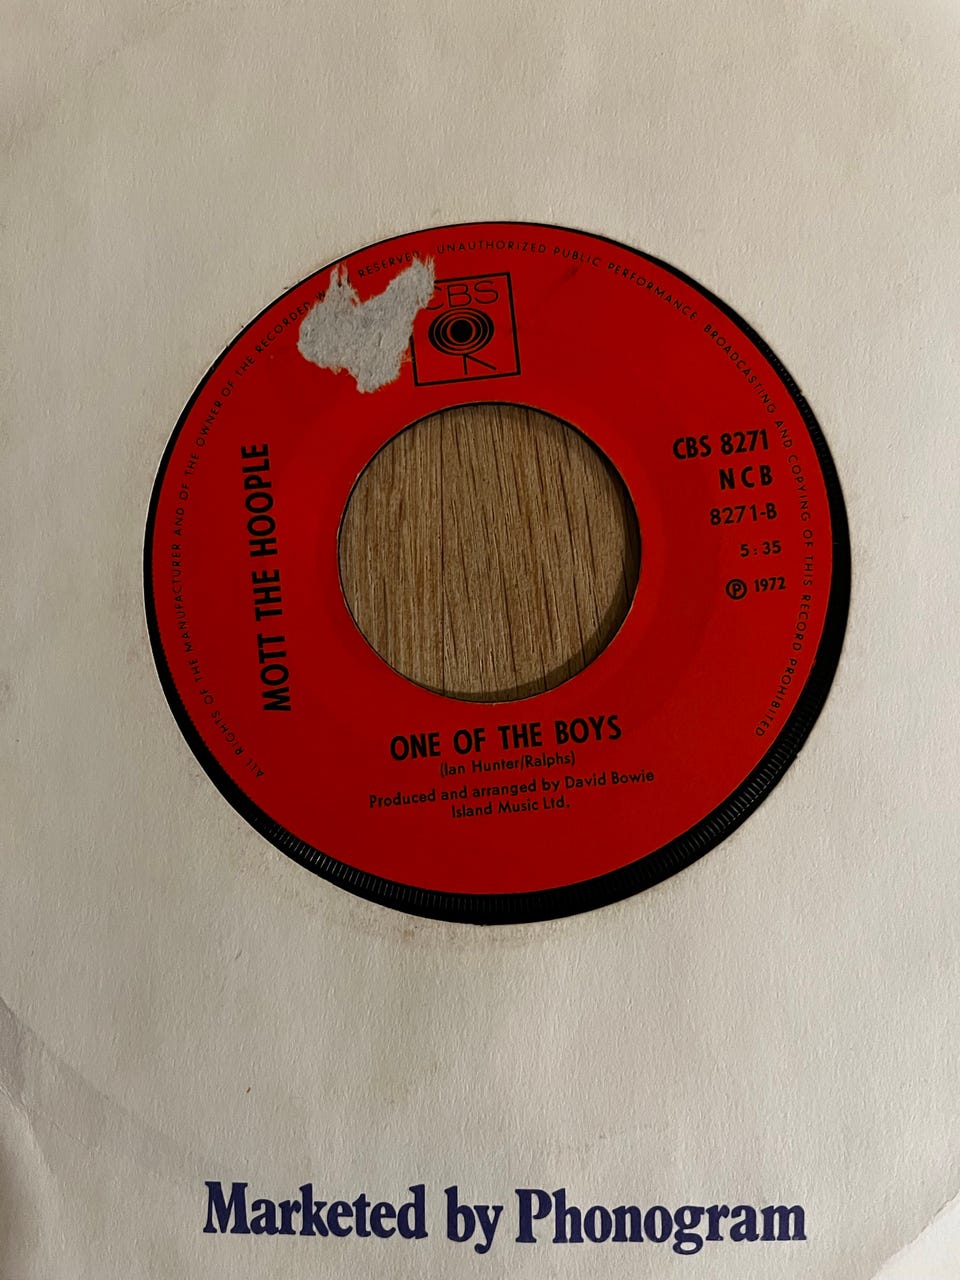 ALL RIGHTS OF THE MANUFACTURER AND OF THE OWNER OF THE RECORDED RESERVED. UNAUTHORIZED PUBLIC PERFORMANCE, BROADCASTING AND COPYING OF THIS RECORD PROHIBITED
CBS
MOTT THE HOOPLE
CBS 8271
NCB
8271-B
5:35
Ⓟ 1972
ONE OF THE BOYS
(Ian Hunter/Ralphs)
Produced and arranged by David Bowie
Island Music Ltd.
Marketed by Phonogram